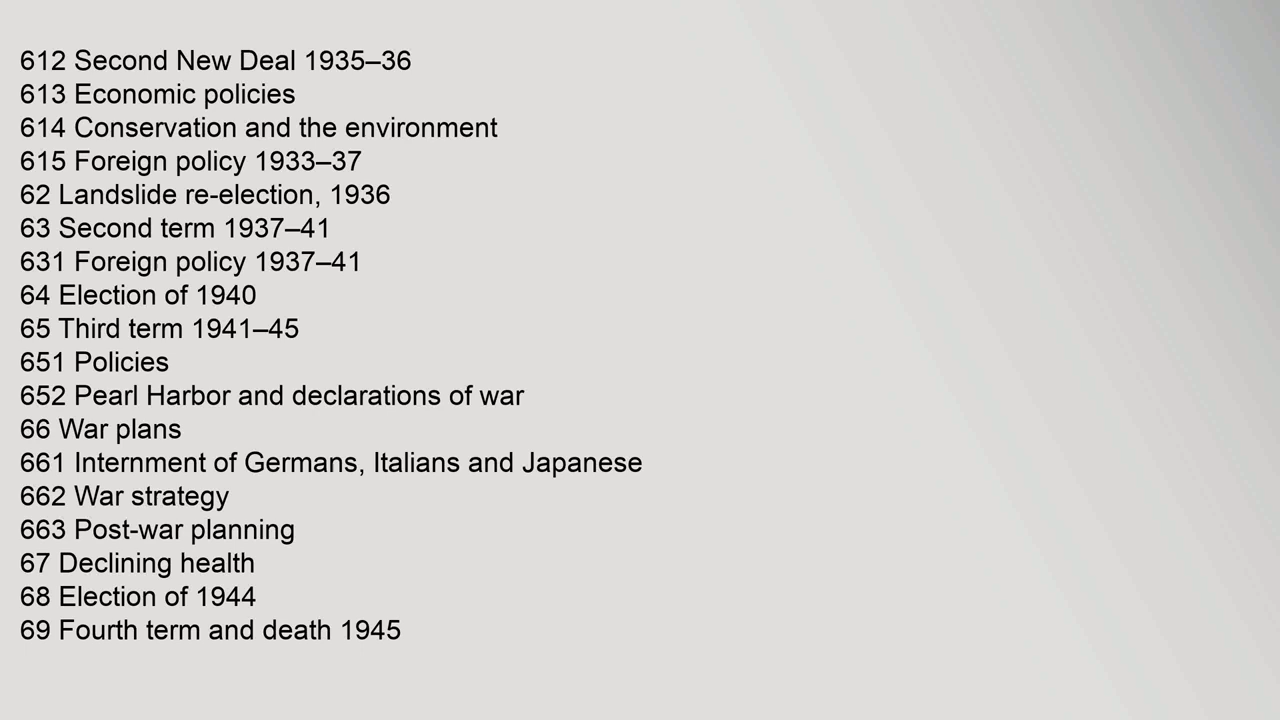 612 Second New Deal 1935–36
613 Economic policies
614 Conservation and the environment
615 Foreign policy 1933–37
62 Landslide re-election, 1936
63 Second term 1937–41
631 Foreign policy 1937–41
64 Election of 1940
65 Third term 1941–45
651 Policies
652 Pearl Harbor and declarations of war
66 War plans
661 Internment of Germans, Italians and Japanese
662 War strategy
663 Post-war planning
67 Declining health
68 Election of 1944
69 Fourth term and death 1945